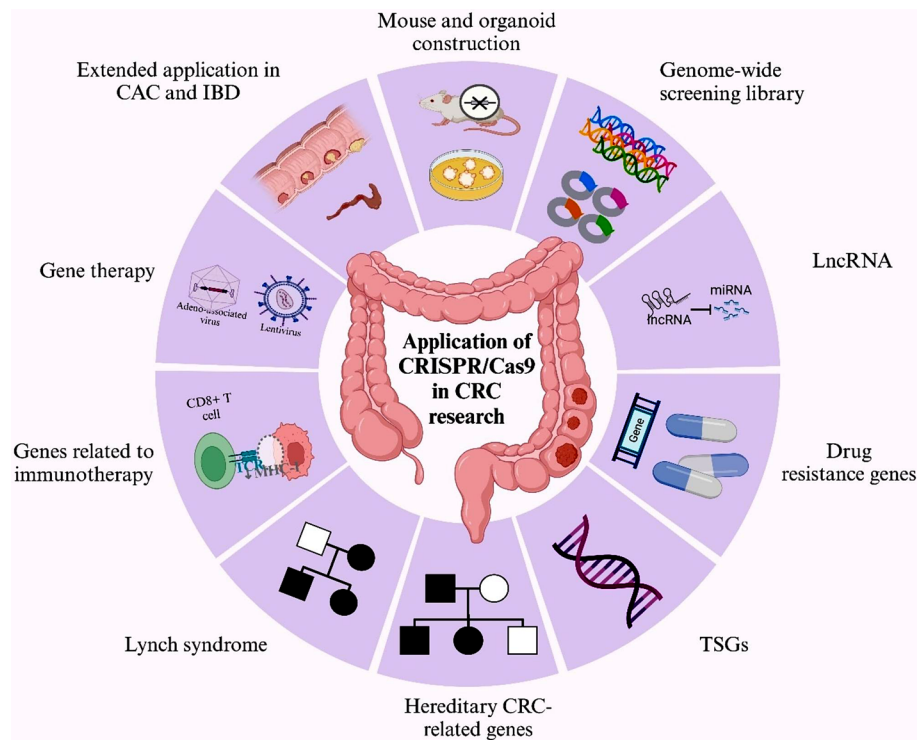 Mouse and organoid
construction
Extended application in
CAC and IBD
Genome-wide
screening library
Gene therapy
Adeno-associated
virus
Lentivirus
LncRNA
lncRNA
miRNA
Application of
CRISPR/Cas9
in CRC
research
Genes related to
immunotherapy
CD8+ T
cell
TCR
MHC-I
Gene
Drug
resistance genes
Lynch syndrome
TSGs
Hereditary CRC-
related genes